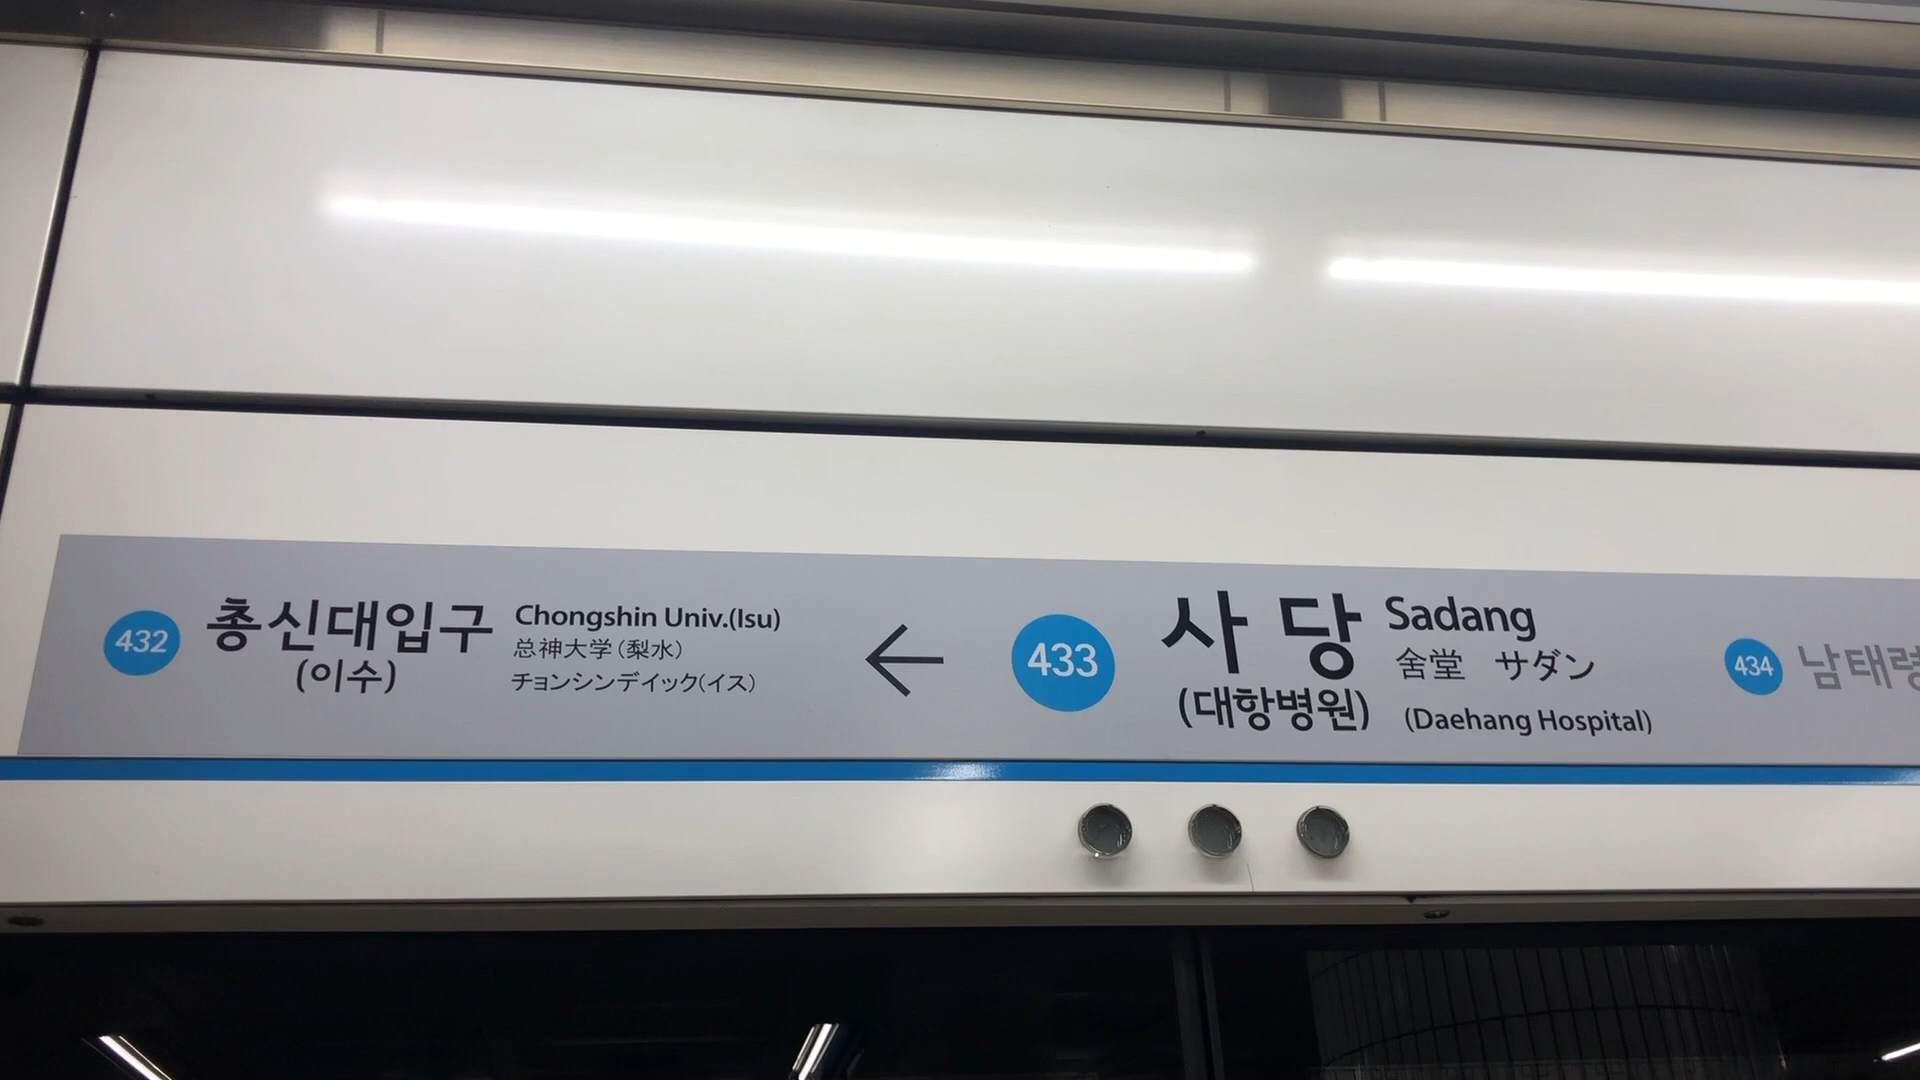 432
총신대입구
(이수)
Chongshin Univ.(Isu)
总神大学(梨水)
チョンシンデイック(イス)
←
433
사당
(대항병원)
Sadang
舍堂 サダン
(Daehang Hospital)
434
남태령